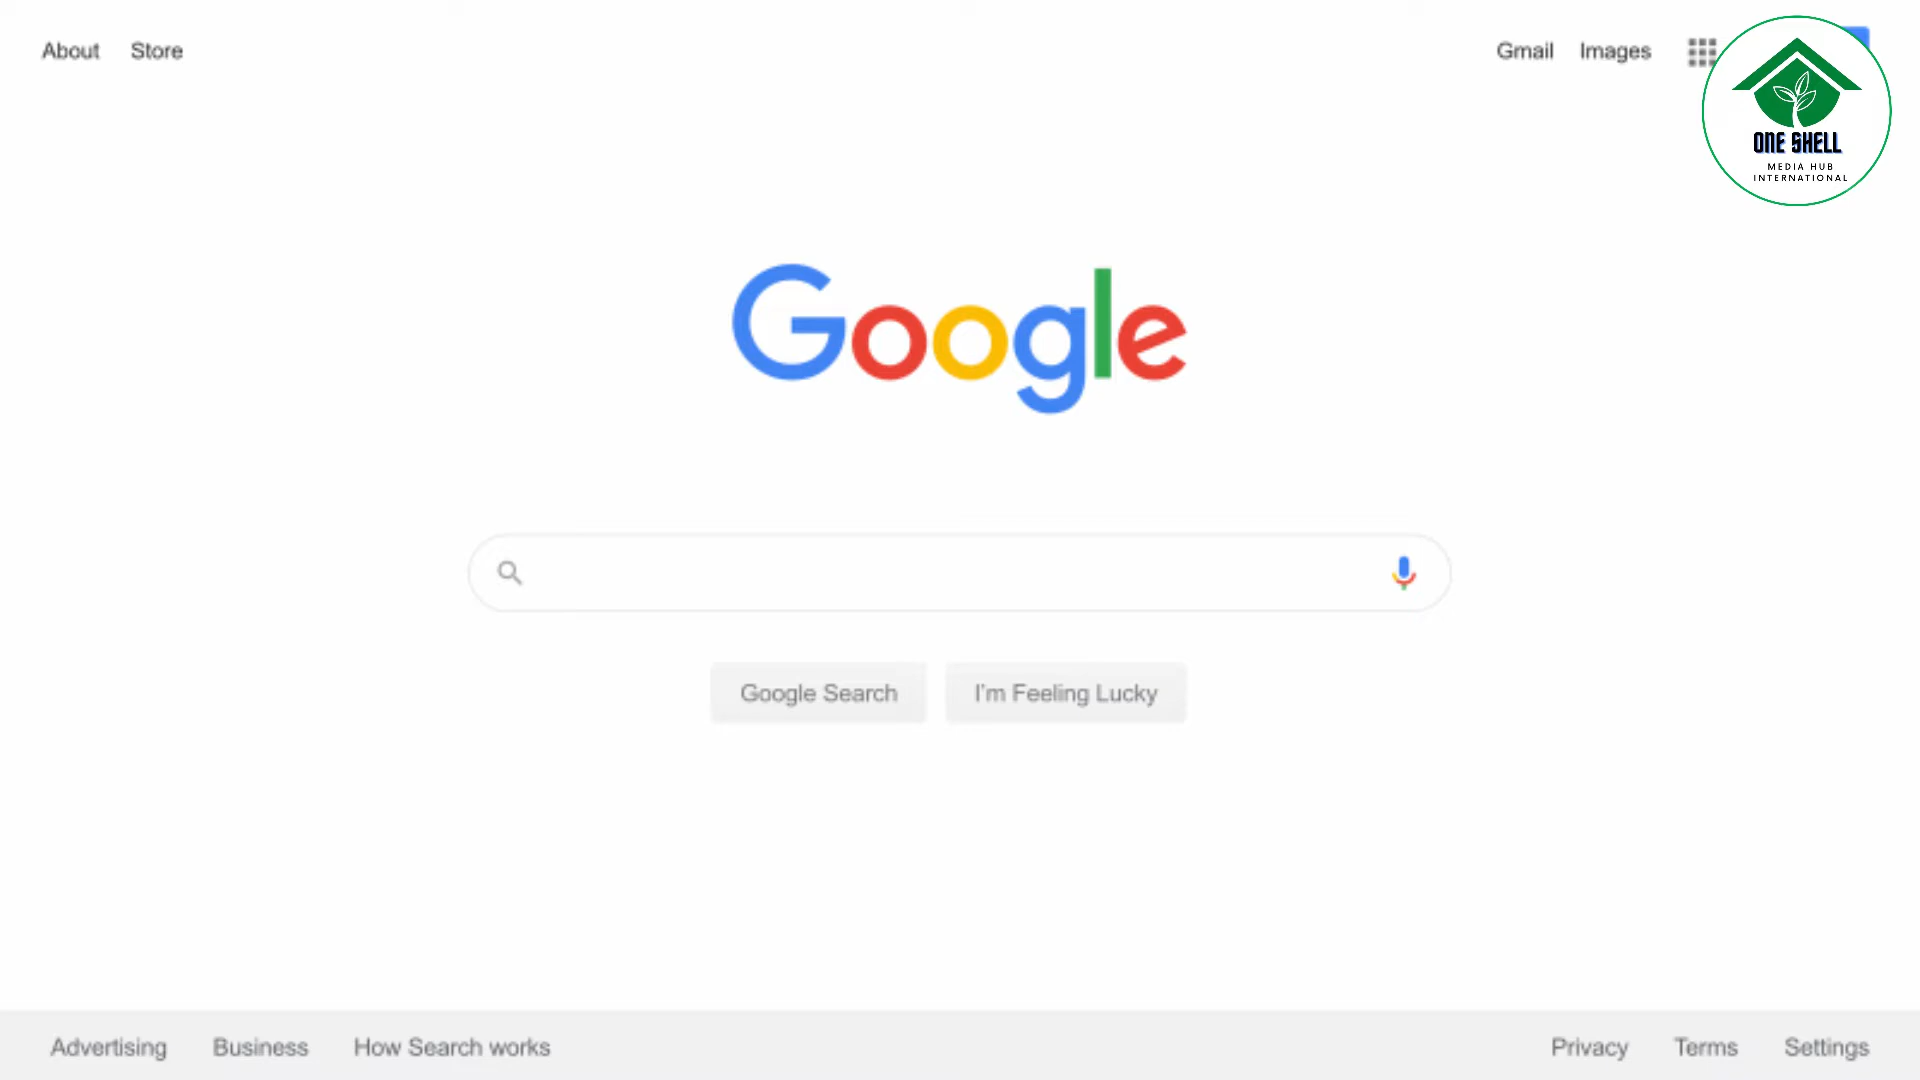 About Store
Gmail Images
ONE SHELL
MEDIA HUB
INTERNATIONAL
Google
Google Search I'm Feeling Lucky
Advertising Business How Search works
Privacy Terms Settings